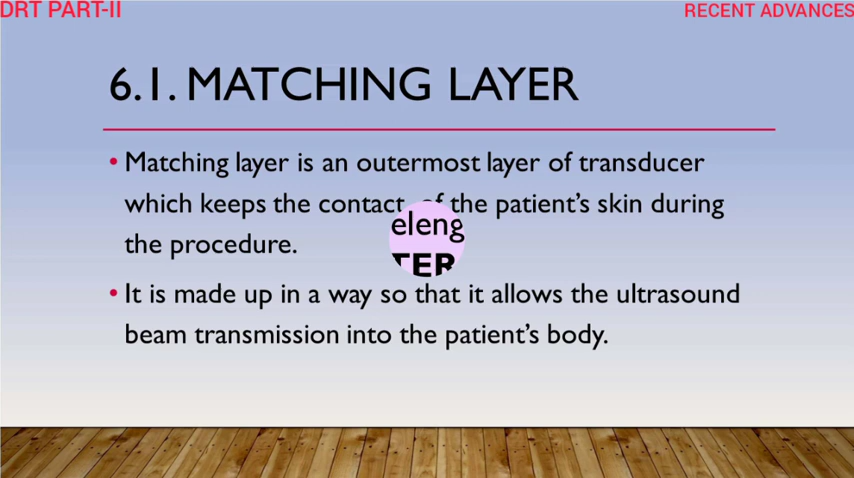 DRT PART-II
RECENT ADVANCES
6.1. MATCHING LAYER
• Matching layer is an outermost layer of transducer
which keeps the contact of the patient's skin during
the procedure.
eleng
TER
• It is made up in a way so that it allows the ultrasound
beam transmission into the patient's body.